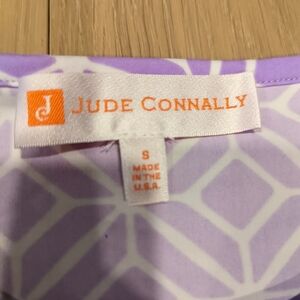 J JUDE CONNALLY
S
MADE
IN THE
U.S.A.